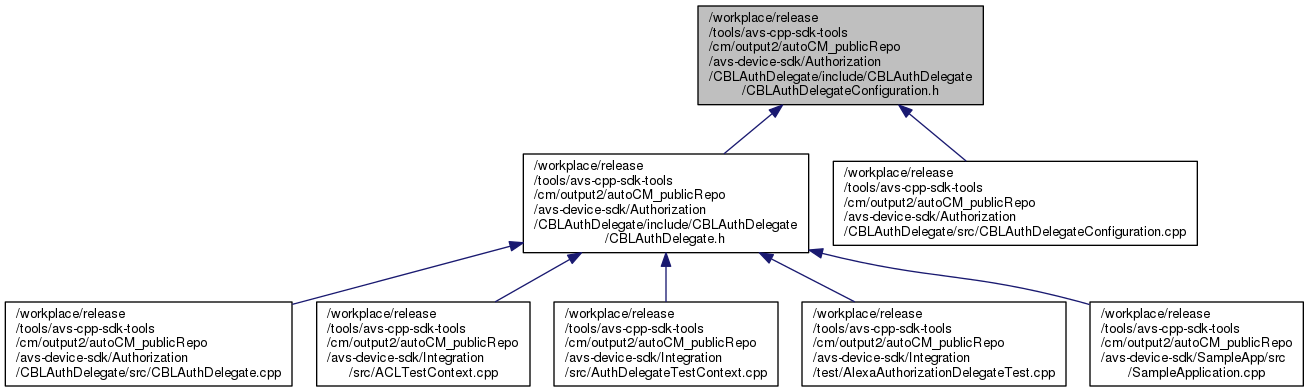 /workplace/release
/tools/avs-cpp-sdk-tools
/cm/output2/autoCM_publicRepo
/avs-device-sdk/Authorization
/CBLAuthDelegate/include/CBLAuthDelegate
/CBLAuthDelegateConfiguration.h
/workplace/release
/tools/avs-cpp-sdk-tools
/cm/output2/autoCM_publicRepo
/avs-device-sdk/Authorization
/CBLAuthDelegate/include/CBLAuthDelegate
/CBLAuthDelegate.h
/workplace/release
/tools/avs-cpp-sdk-tools
/cm/output2/autoCM_publicRepo
/avs-device-sdk/Authorization
/CBLAuthDelegate/src/CBLAuthDelegateConfiguration.cpp
/workplace/release
/tools/avs-cpp-sdk-tools
/cm/output2/autoCM_publicRepo
/avs-device-sdk/Authorization
/CBLAuthDelegate/src/CBLAuthDelegate.cpp
/workplace/release
/tools/avs-cpp-sdk-tools
/cm/output2/autoCM_publicRepo
/avs-device-sdk/Integration
/src/ACLTestContext.cpp
/workplace/release
/tools/avs-cpp-sdk-tools
/cm/output2/autoCM_publicRepo
/avs-device-sdk/Integration
/src/AuthDelegateTestContext.cpp
/workplace/release
/tools/avs-cpp-sdk-tools
/cm/output2/autoCM_publicRepo
/avs-device-sdk/Integration
/test/AlexaAuthorizationDelegateTest.cpp
/workplace/release
/tools/avs-cpp-sdk-tools
/cm/output2/autoCM_publicRepo
/avs-device-sdk/SampleApp/src
/SampleApplication.cpp